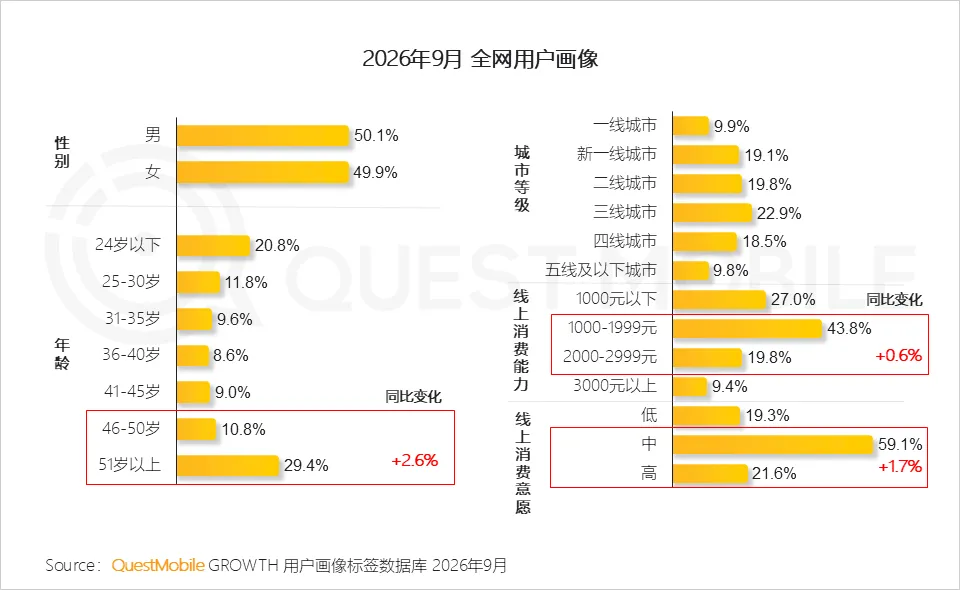 2026年9月 全网用户画像
性别
男 50.1%
女 49.9%
年龄
24岁以下 20.8%
25-30岁 11.8%
31-35岁 9.6%
36-40岁 8.6%
41-45岁 9.0%
同比变化
46-50岁 10.8%
51岁以上 29.4%
+2.6%
城市等级
一线城市 9.9%
新一线城市 19.1%
二线城市 19.8%
三线城市 22.9%
四线城市 18.5%
五线及以下城市 9.8%
线上消费能力
1000元以下 27.0%
同比变化
1000-1999元 43.8%
2000-2999元 19.8%
+0.6%
3000元以上 9.4%
线上消费意愿
低 19.3%
中 59.1%
高 21.6%
+1.7%
QUESTMOBILE
Source：QuestMobile GROWTH 用户画像标签数据库 2026年9月